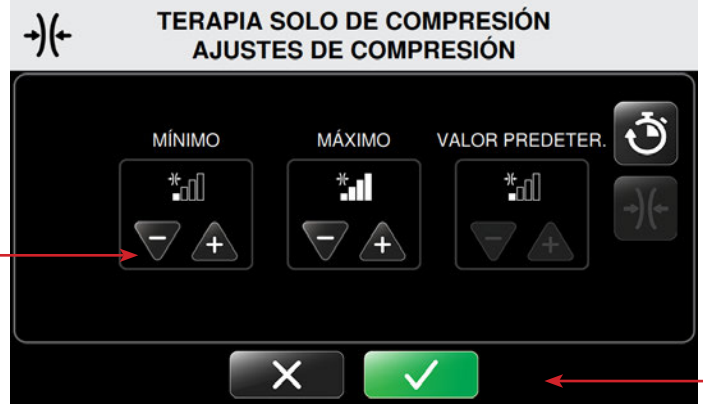 TERAPIA SOLO DE COMPRESIÓN
AJUSTES DE COMPRESIÓN
MÍNIMO MÁXIMO VALOR PREDETER.